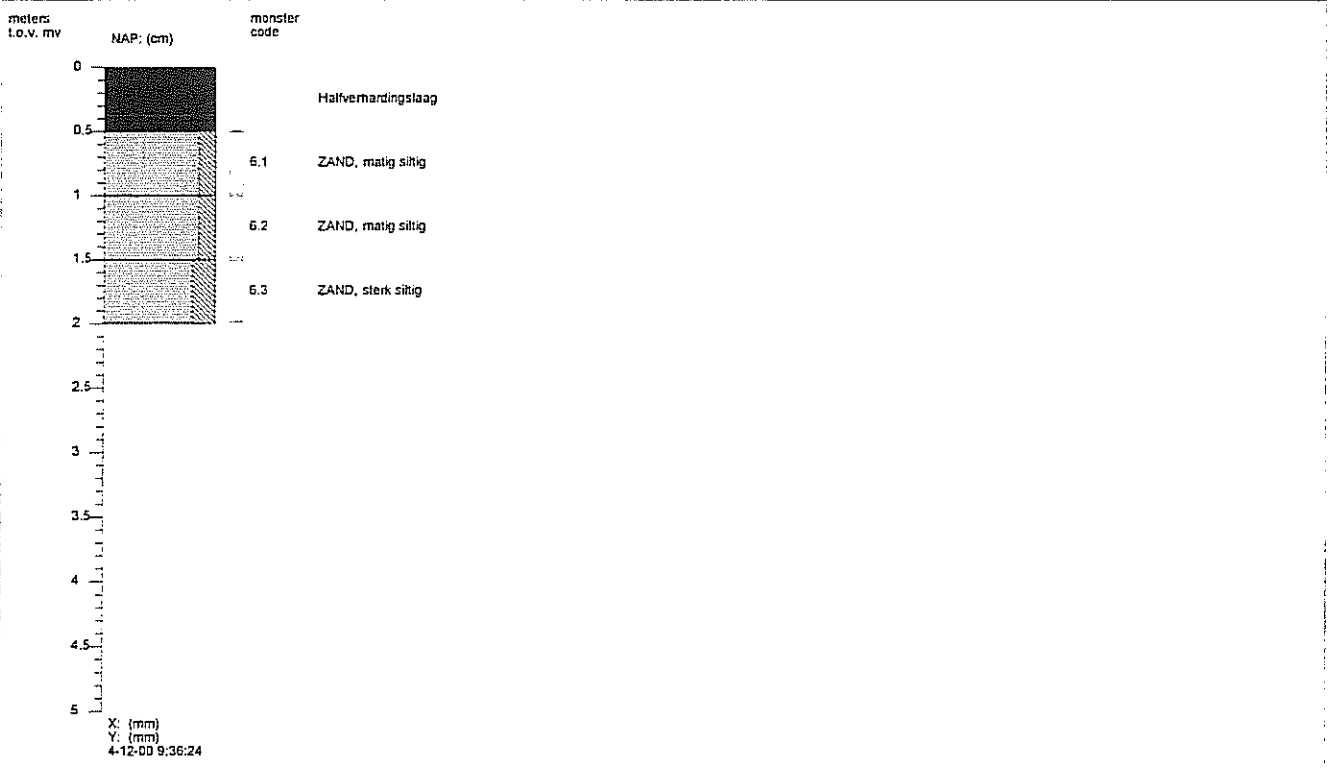 meters
t.o.v. mv
NAP: (cm)
monster
code
0
Halfverhardingslaag
0.5
6.1 ZAND, matig siltig
1
6.2 ZAND, matig siltig
1.5
6.3 ZAND, sterk siltig
2
2.5
3
3.5
4
4.5
5
X: (mm)
Y: (mm)
4-12-00 9:36:24